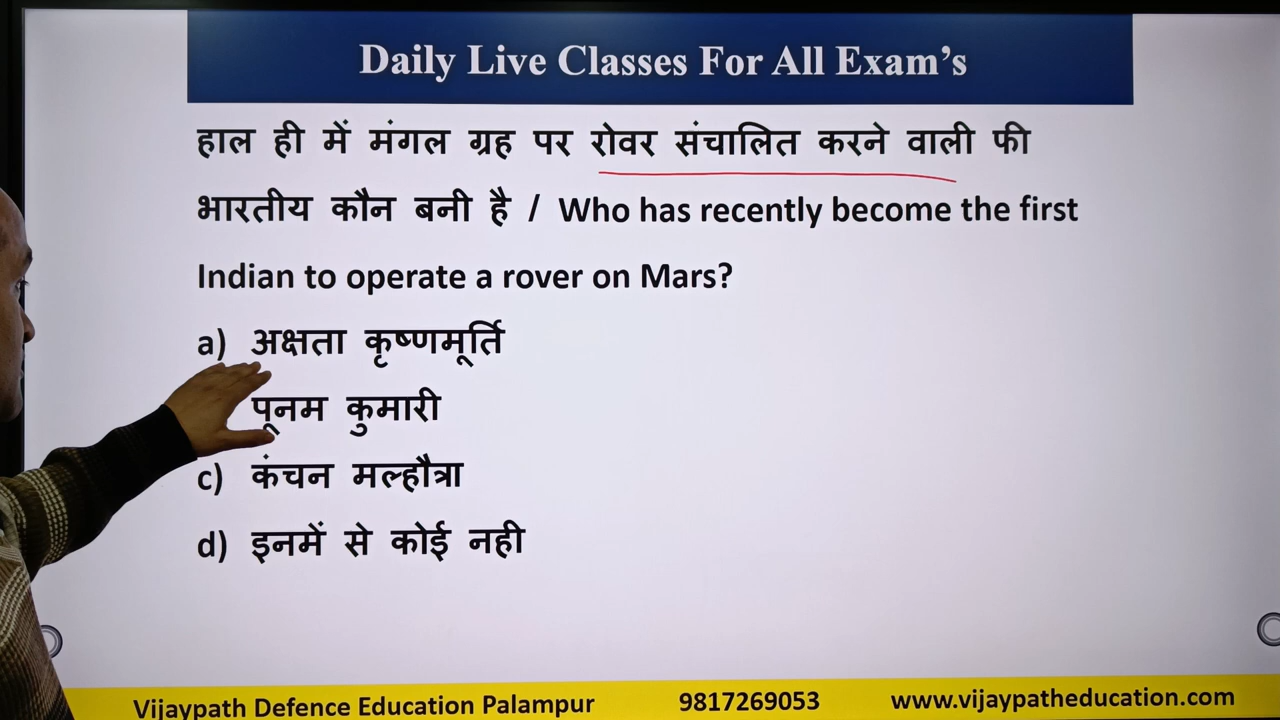 Daily Live Classes For All Exam's
हाल ही में मंगल ग्रह पर रोवर संचालित करने वाली फी
भारतीय कौन बनी है / Who has recently become the first
Indian to operate a rover on Mars?
a) अक्षता कृष्णमूर्ति
पूनम कुमारी
c) कंचन मल्हौत्रा
d) इनमें से कोई नही
Vijaypath Defence Education Palampur 9817269053 www.vijaypatheducation.com